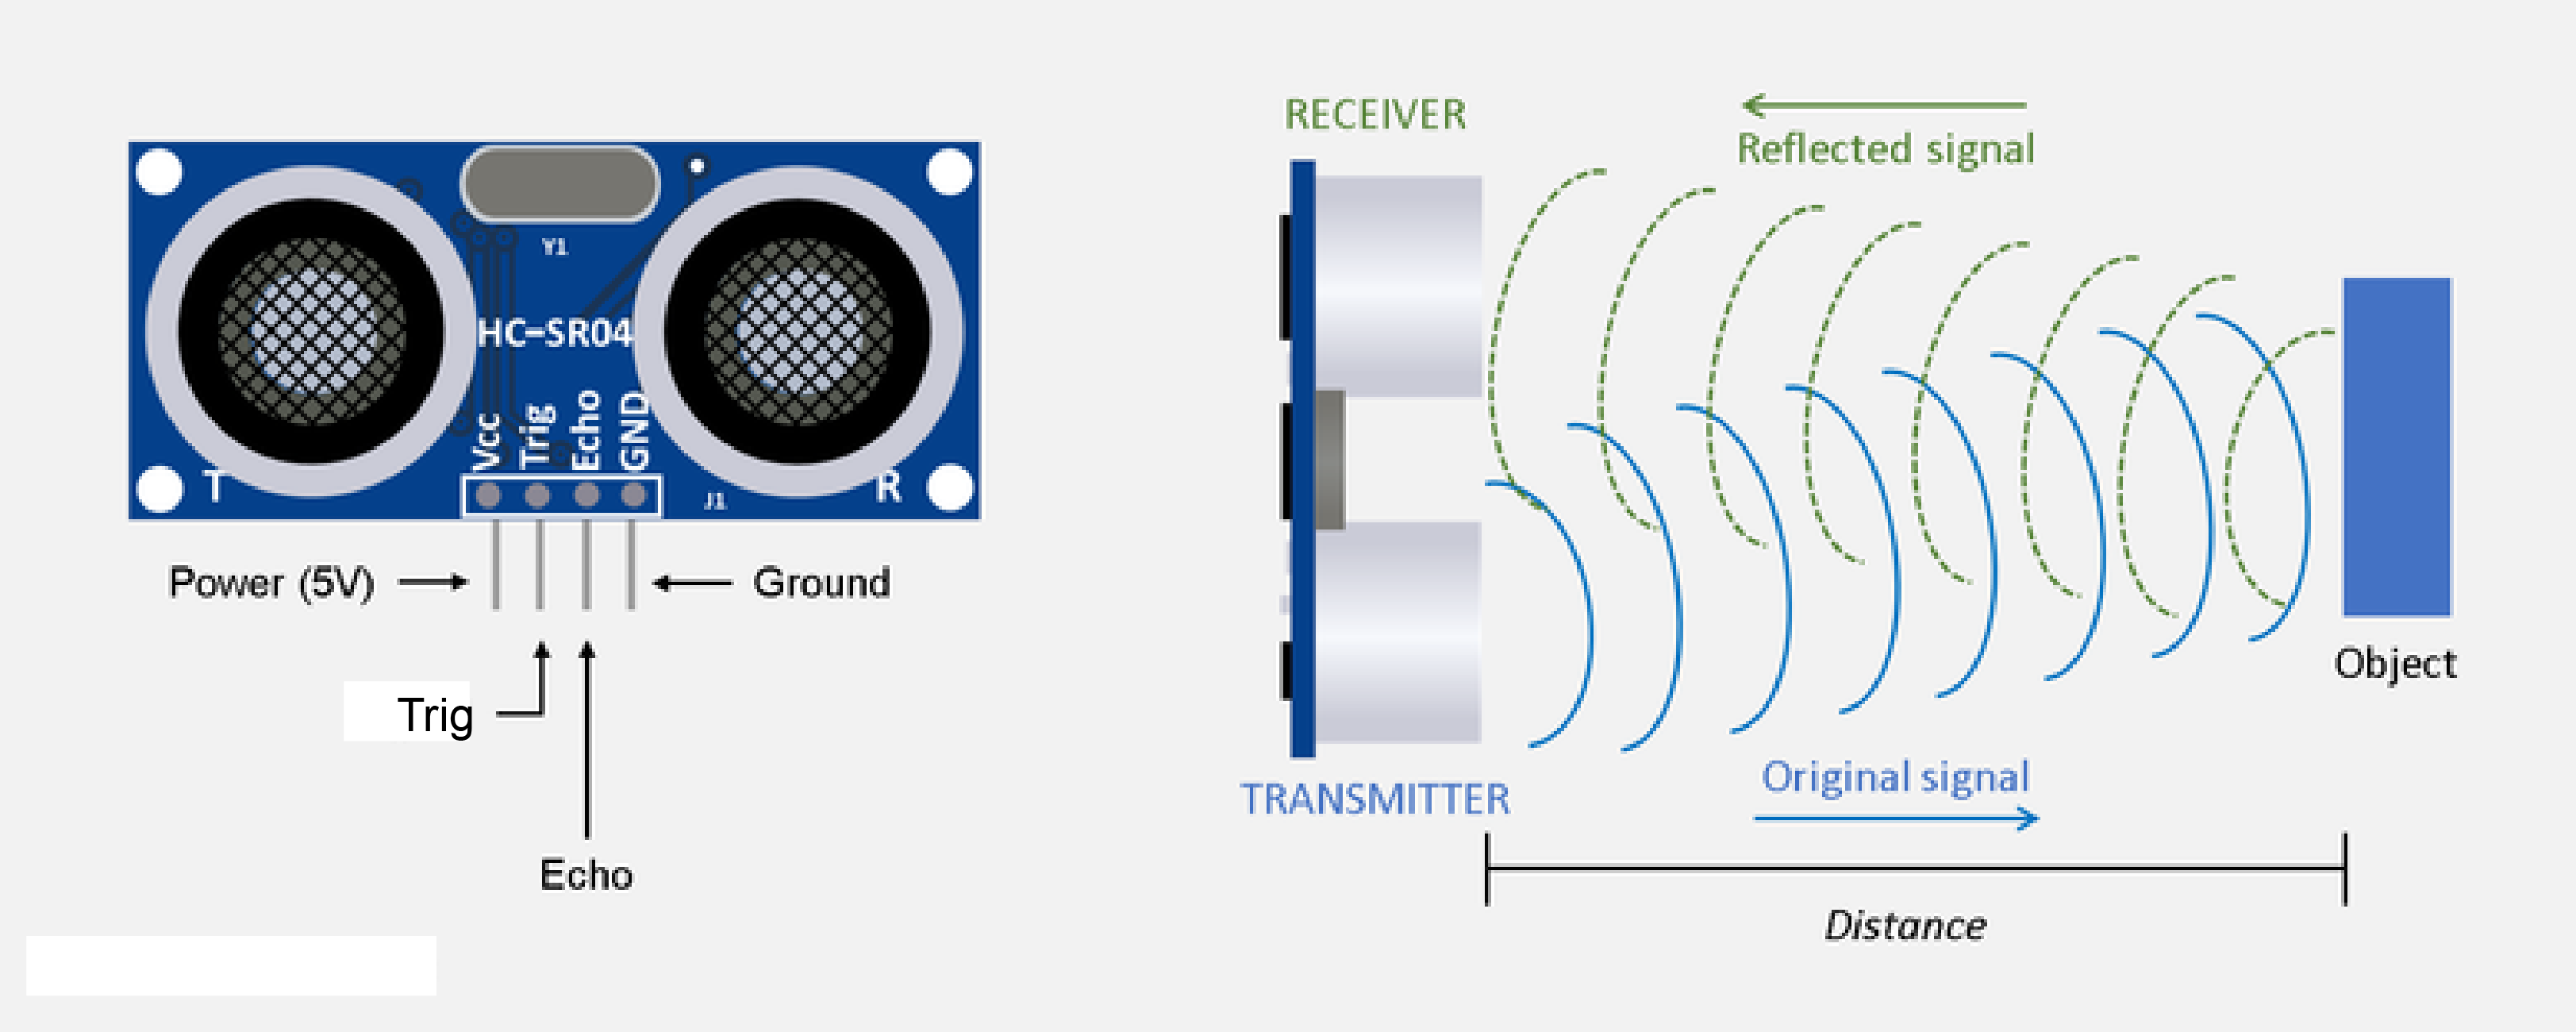 Y1
HC-SR04
Vcc
Trig
Echo
GND
T
J1
R
Power (5V)
Ground
Trig
Echo
RECEIVER
Reflected signal
Object
Original signal
TRANSMITTER
Distance